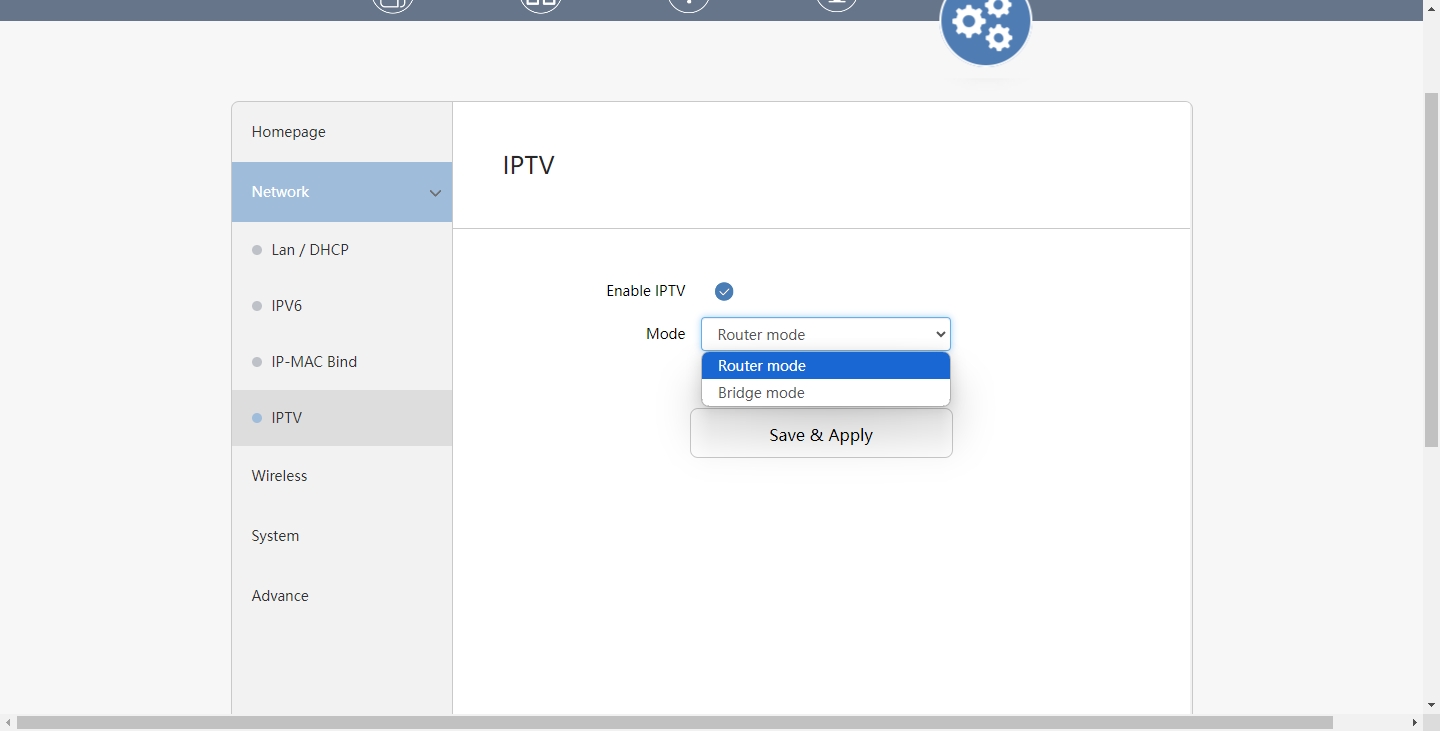 Homepage
Network
Lan / DHCP
IPV6
IP-MAC Bind
IPTV
Wireless
System
Advance
IPTV
Enable IPTV
Mode
Router mode
Router mode
Bridge mode
Save & Apply